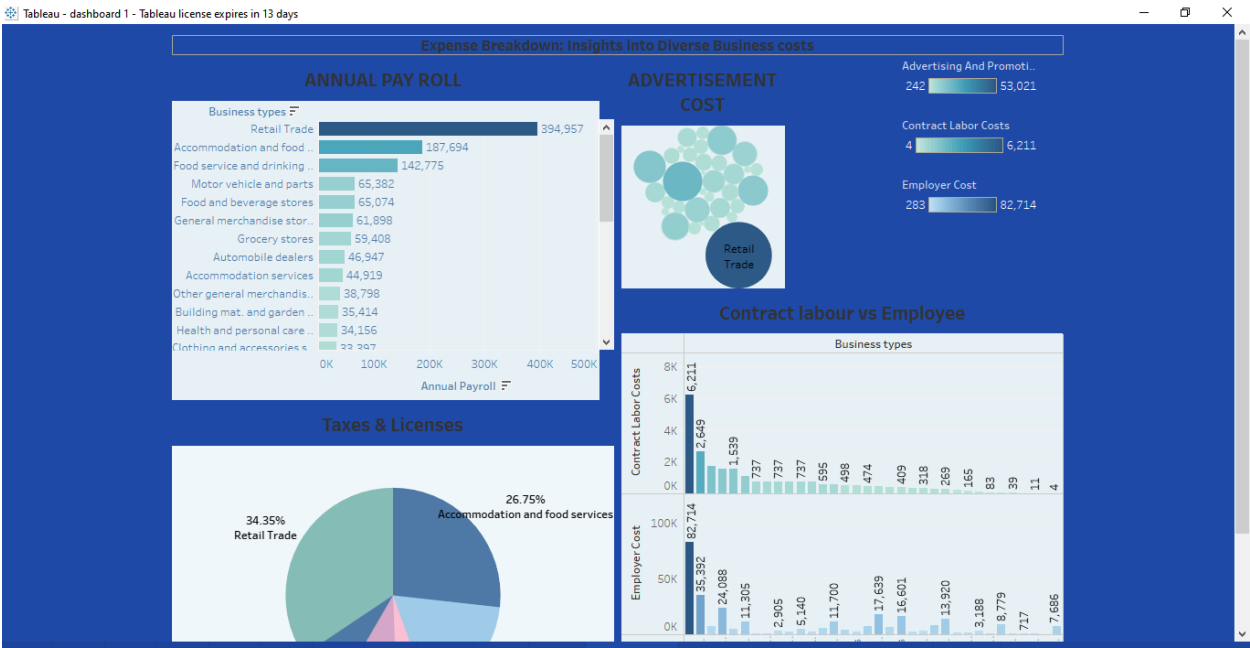 Tableau - dashboard 1 - Tableau license expires in 13 days
Expense Breakdown: Insights into Diverse Business costs
ANNUAL PAY ROLL
Business types
Retail Trade 394,957
Accommodation and food .. 187,694
Food service and drinking .. 142,775
Motor vehicle and parts 65,382
Food and beverage stores 65,074
General merchandise stor.. 61,898
Grocery stores 59,408
Automobile dealers 46,947
Accommodation services 44,919
Other general merchandis.. 38,798
Building mat. and garden .. 35,414
Health and personal care .. 34,156
Clothing and accessories s 33,397
0K 100K 200K 300K 400K 500K
Annual Payroll
ADVERTISEMENT
COST
Retail
Trade
Advertising And Promoti..
242 53,021
Contract Labor Costs
4 6,211
Employer Cost
283 82,714
Taxes & Licenses
34.35%
Retail Trade
26.75%
Accommodation and food services
Contract labour vs Employee
Business types
Contract Labor Costs
8K
6K
4K
2K
0K
6,211 2,649 1,539 737 737 737 595 498 474 409 318 269 165 83 39 11 4
Employer Cost
100K
50K
0K
82,714 35,392 24,088 11,305 2,905 5,140 11,700 17,639 16,601 13,920 3,188 8,779 717 7,686